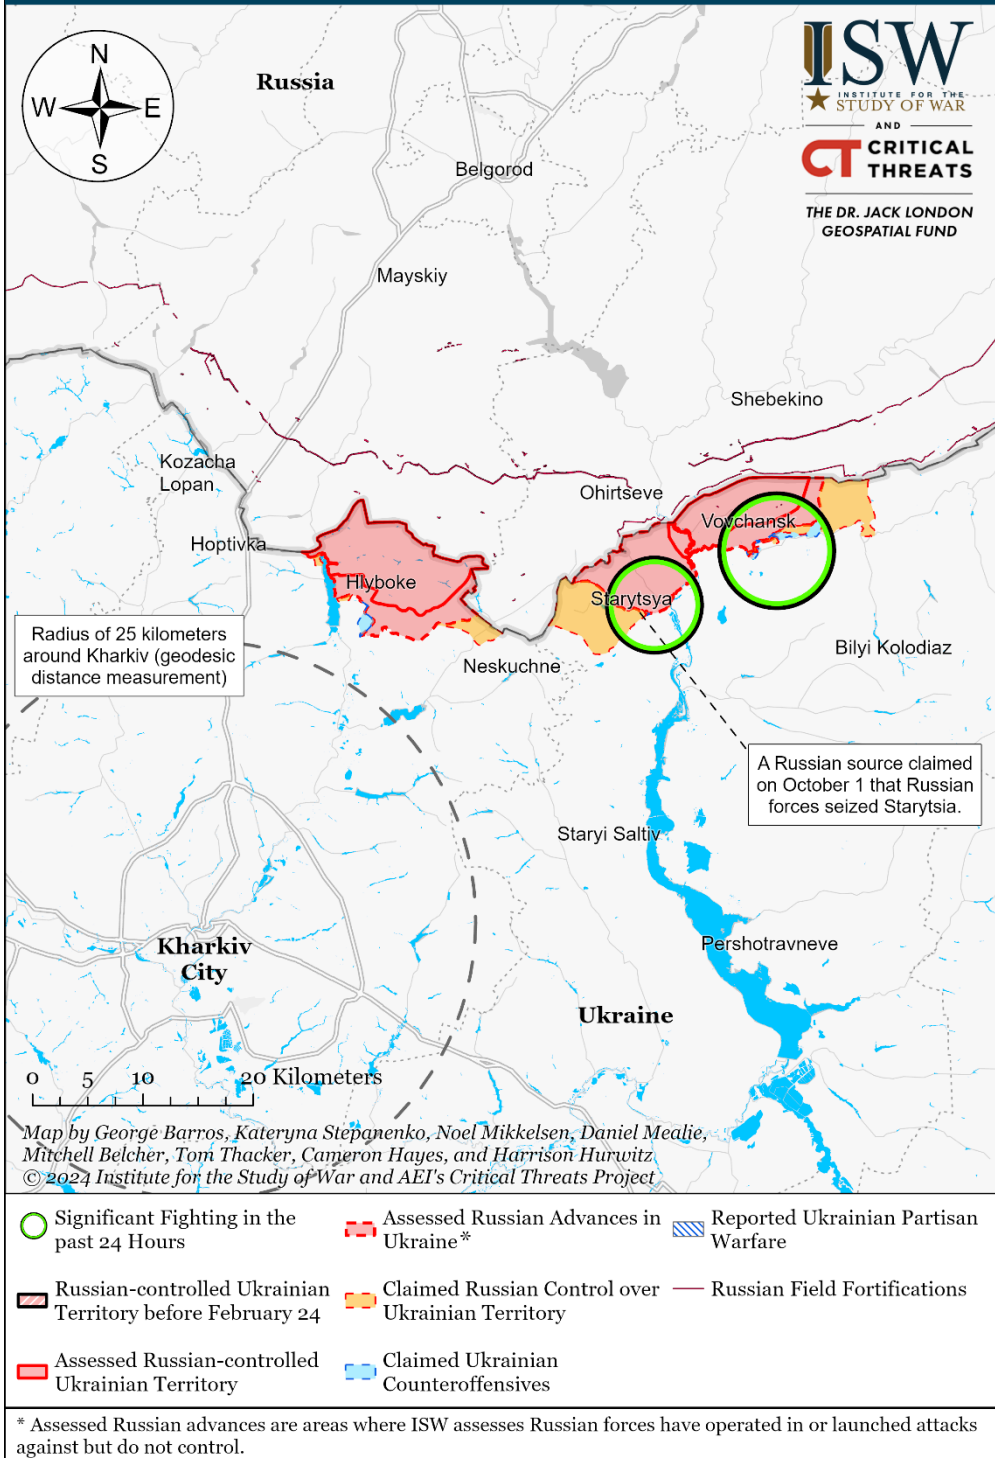 N
W
E
S
ISW
INSTITUTE FOR THE
STUDY OF WAR
AND
CT CRITICAL
THREATS
THE DR. JACK LONDON
GEOSPATIAL FUND
Russia
Belgorod
Mayskiy
Shebekino
Kozacha
Lopan
Ohirtseve
Vovchansk
Hoptivka
Hlyboke
Starytsya
Radius of 25 kilometers
around Kharkiv (geodesic
distance measurement)
Neskuchne
Bilyi Kolodiaz
A Russian source claimed
on October 1 that Russian
forces seized Starytsia.
Staryi Saltiv
Pershotravneve
Kharkiv
City
Ukraine
0 5 10 20 Kilometers
Map by George Barros, Kateryna Stepanenko, Noel Mikkelsen, Daniel Mealie,
Mitchell Belcher, Tom Thacker, Cameron Hayes, and Harrison Hurwitz
© 2024 Institute for the Study of War and AEI's Critical Threats Project
Significant Fighting in the
past 24 Hours
Assessed Russian Advances in
Ukraine*
Reported Ukrainian Partisan
Warfare
Russian-controlled Ukrainian
Territory before February 24
Claimed Russian Control over
Ukrainian Territory
Russian Field Fortifications
Assessed Russian-controlled
Ukrainian Territory
Claimed Ukrainian
Counteroffensives
* Assessed Russian advances are areas where ISW assesses Russian forces have operated in or launched attacks
against but do not control.